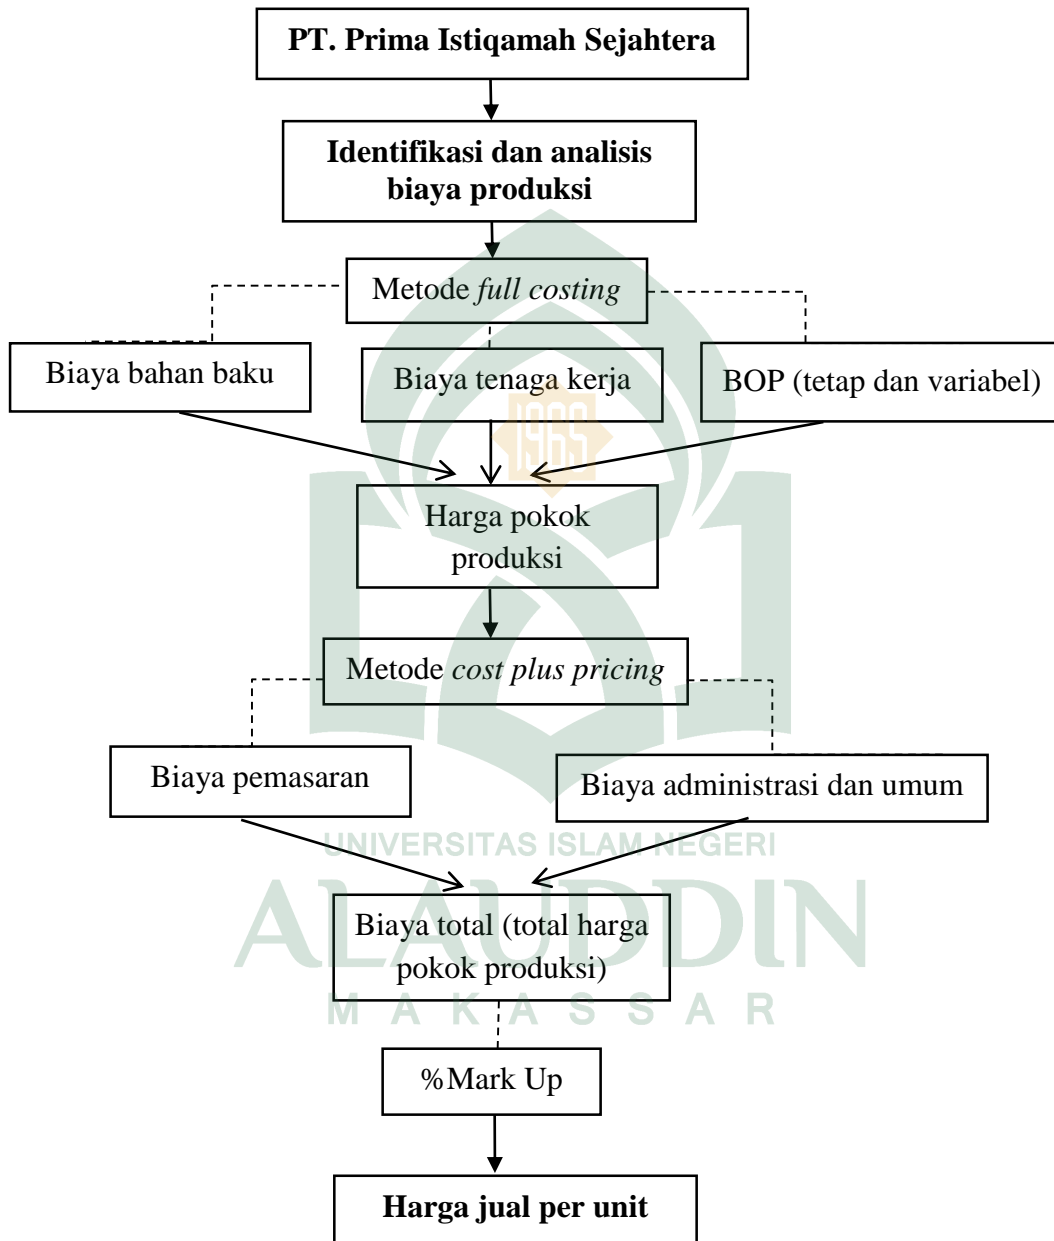 PT. Prima Istiqamah Sejahtera
Identifikasi dan analisis
biaya produksi
Metode full costing
Biaya bahan baku
Biaya tenaga kerja
BOP (tetap dan variabel)
1965
Harga pokok
produksi
Metode cost plus pricing
Biaya pemasaran
Biaya administrasi dan umum
UNIVERSITAS ISLAM NEGERI
ALAUDDIN
Biaya total (total harga
pokok produksi)
MAKASSAR
%Mark Up
Harga jual per unit